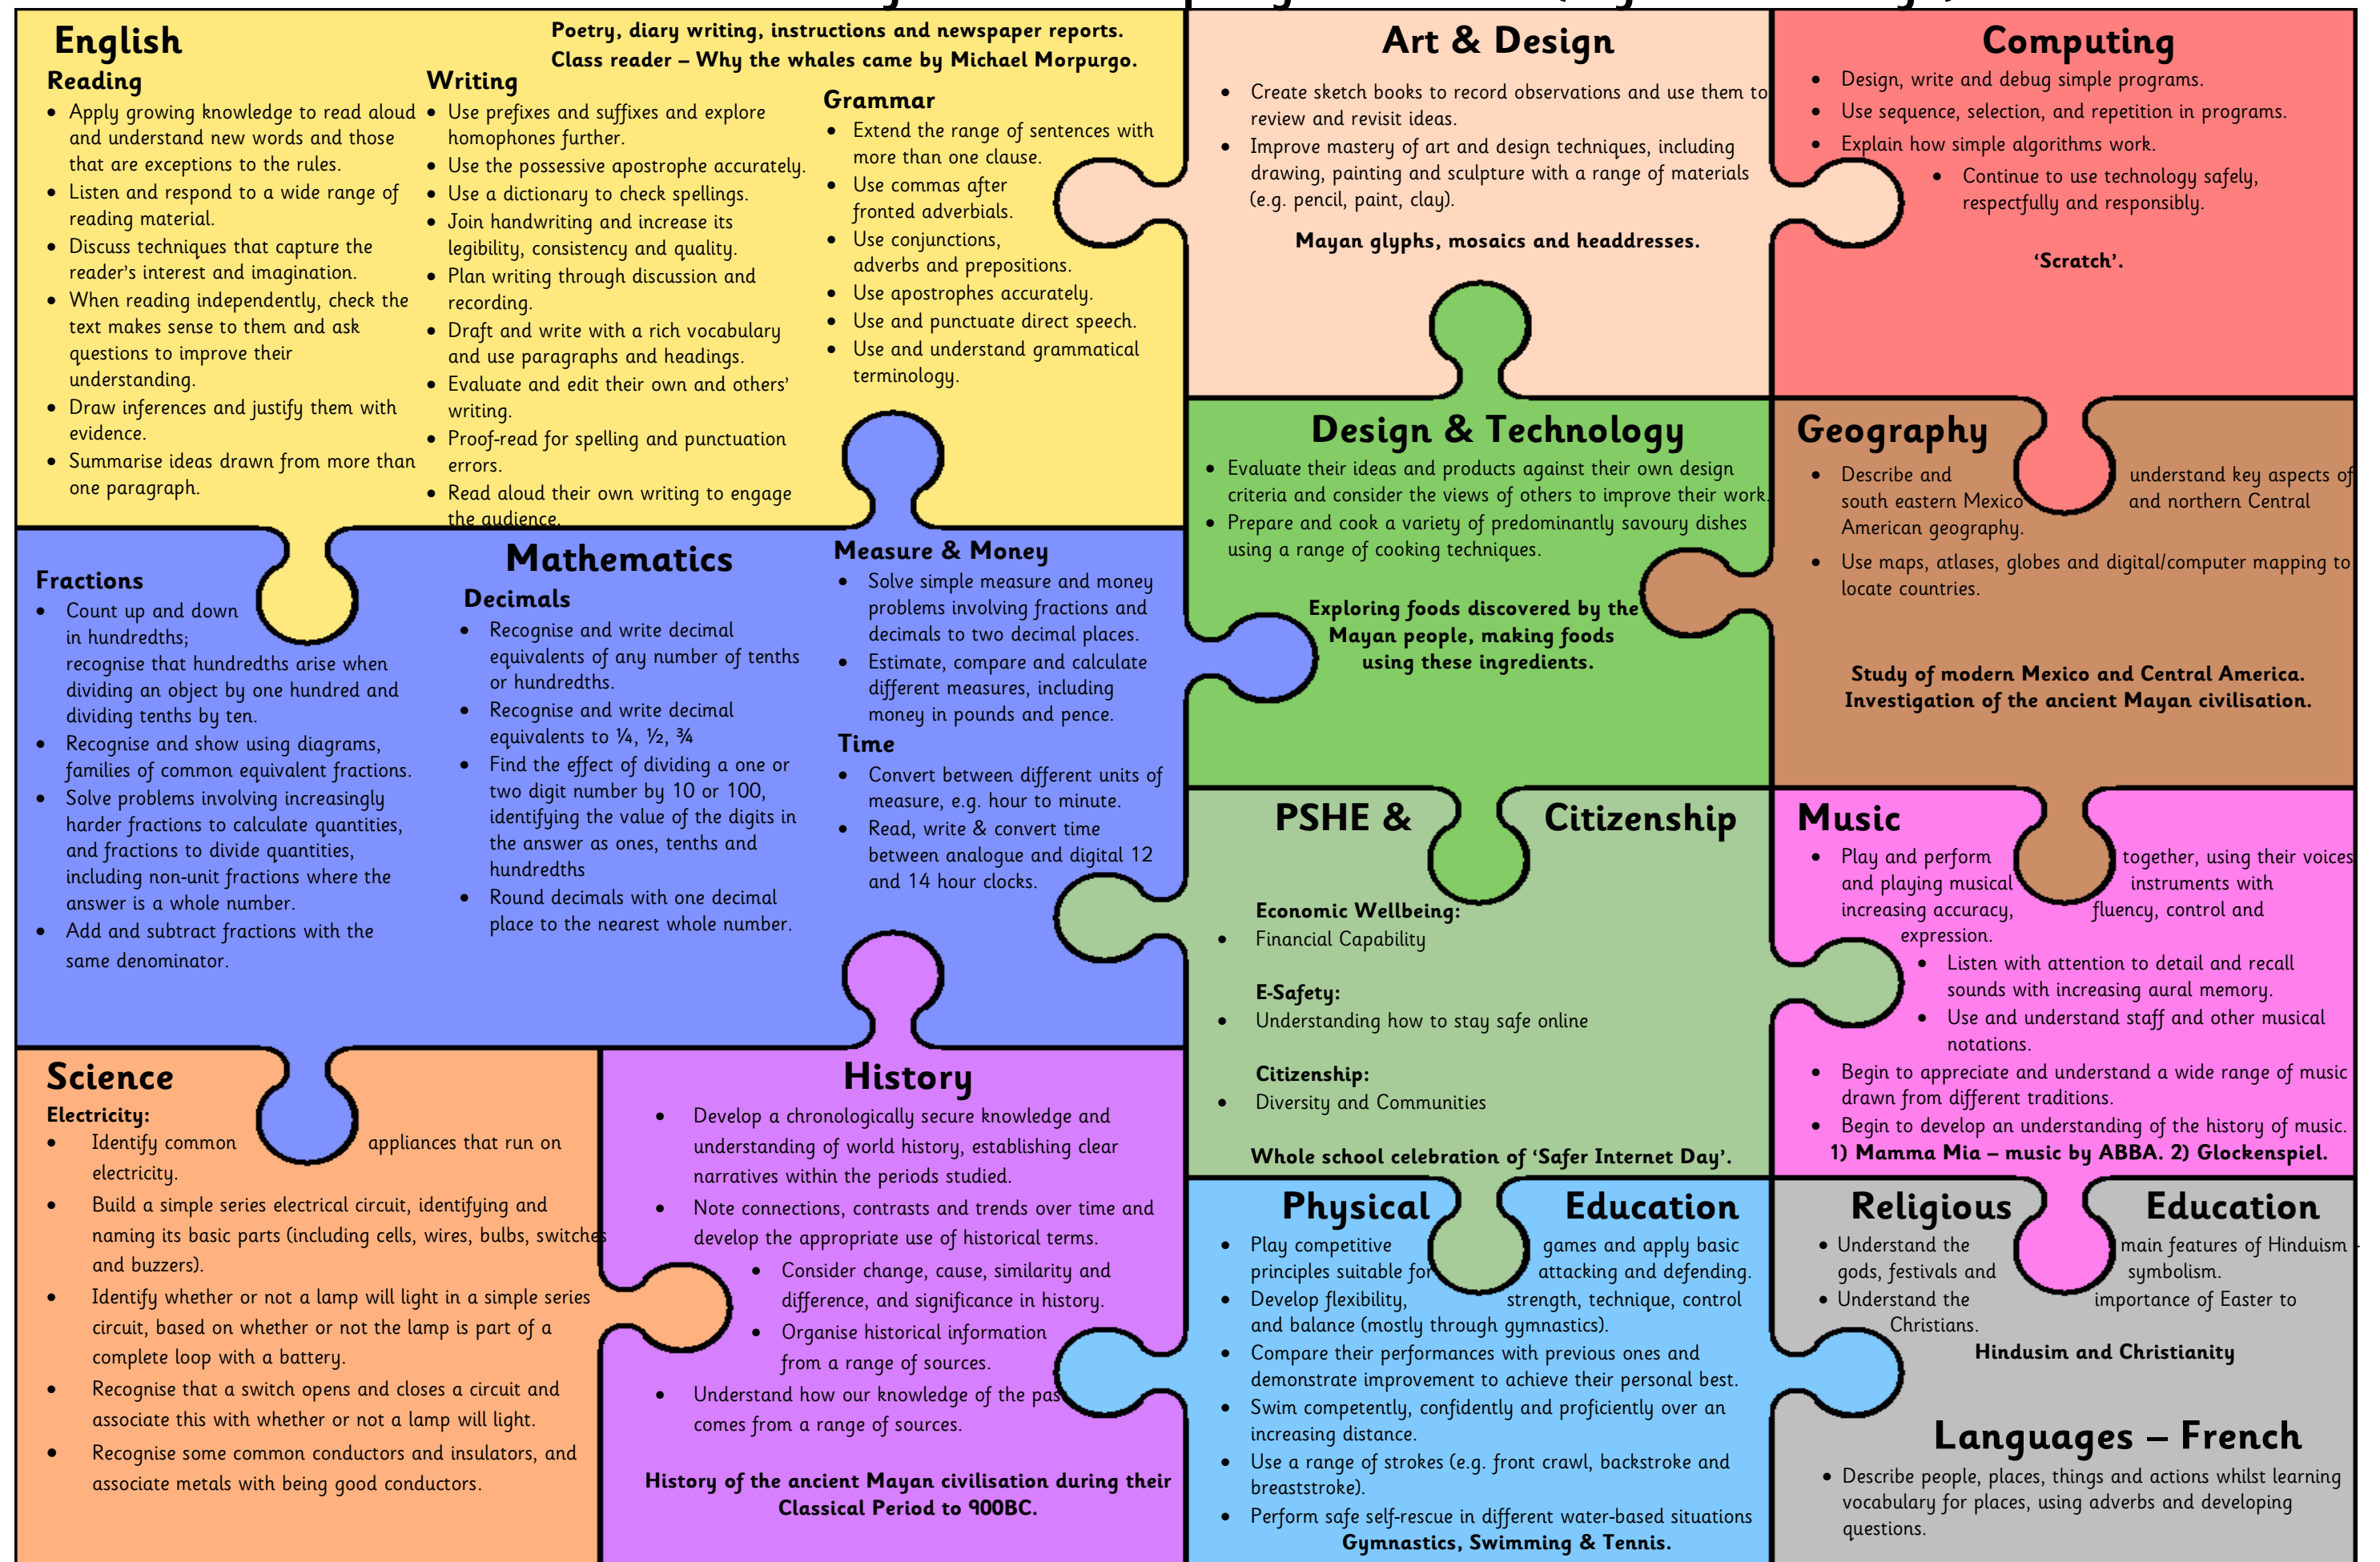 English
Poetry, diary writing, instructions and newspaper reports.
Class reader – Why the whales came by Michael Morpurgo.
Reading
• Apply growing knowledge to read aloud
and understand new words and those
that are exceptions to the rules.
• Listen and respond to a wide range of
reading material.
• Discuss techniques that capture the
reader's interest and imagination.
• When reading independently, check the
text makes sense to them and ask
questions to improve their
understanding.
• Draw inferences and justify them with
evidence.
• Summarise ideas drawn from more than
one paragraph.
Writing
• Use prefixes and suffixes and explore
homophones further.
• Use the possessive apostrophe accurately.
• Use a dictionary to check spellings.
• Join handwriting and increase its
legibility, consistency and quality.
• Plan writing through discussion and
recording.
• Draft and write with a rich vocabulary
and use paragraphs and headings.
• Evaluate and edit their own and others'
writing.
• Proof-read for spelling and punctuation
errors.
• Read aloud their own writing to engage
the audience.
Grammar
• Extend the range of sentences with
more than one clause.
• Use commas after
fronted adverbials.
• Use conjunctions,
adverbs and prepositions.
• Use apostrophes accurately.
• Use and punctuate direct speech.
• Use and understand grammatical
terminology.
Art & Design
• Create sketch books to record observations and use them to
review and revisit ideas.
• Improve mastery of art and design techniques, including
drawing, painting and sculpture with a range of materials
(e.g. pencil, paint, clay).
Mayan glyphs, mosaics and headdresses.
Computing
• Design, write and debug simple programs.
• Use sequence, selection, and repetition in programs.
• Explain how simple algorithms work.
• Continue to use technology safely,
respectfully and responsibly.
‘Scratch’.
Mathematics
Fractions
• Count up and down
in hundredths;
recognise that hundredths arise when
dividing an object by one hundred and
dividing tenths by ten.
• Recognise and show using diagrams,
families of common equivalent fractions.
• Solve problems involving increasingly
harder fractions to calculate quantities,
and fractions to divide quantities,
including non-unit fractions where the
answer is a whole number.
• Add and subtract fractions with the
same denominator.
Decimals
• Recognise and write decimal
equivalents of any number of tenths
or hundredths.
• Recognise and write decimal
equivalents to ¼, ½, ¾
• Find the effect of dividing a one or
two digit number by 10 or 100,
identifying the value of the digits in
the answer as ones, tenths and
hundredths
• Round decimals with one decimal
place to the nearest whole number.
Measure & Money
• Solve simple measure and money
problems involving fractions and
decimals to two decimal places.
• Estimate, compare and calculate
different measures, including
money in pounds and pence.
Time
• Convert between different units of
measure, e.g. hour to minute.
• Read, write & convert time
between analogue and digital 12
and 14 hour clocks.
Design & Technology
• Evaluate their ideas and products against their own design
criteria and consider the views of others to improve their work.
• Prepare and cook a variety of predominantly savoury dishes
using a range of cooking techniques.
Exploring foods discovered by the
Mayan people, making foods
using these ingredients.
Geography
• Describe and understand key aspects of
south eastern Mexico and northern Central
American geography.
• Use maps, atlases, globes and digital/computer mapping to
locate countries.
Study of modern Mexico and Central America.
Investigation of the ancient Mayan civilisation.
PSHE & Citizenship
Economic Wellbeing:
• Financial Capability
E-Safety:
• Understanding how to stay safe online
Citizenship:
• Diversity and Communities
Whole school celebration of ‘Safer Internet Day’.
Music
• Play and perform together, using their voices
and playing musical instruments with
increasing accuracy, fluency, control and
expression.
• Listen with attention to detail and recall
sounds with increasing aural memory.
• Use and understand staff and other musical
notations.
• Begin to appreciate and understand a wide range of music
drawn from different traditions.
• Begin to develop an understanding of the history of music.
1) Mamma Mia – music by ABBA. 2) Glockenspiel.
Science
Electricity:
• Identify common appliances that run on
electricity.
• Build a simple series electrical circuit, identifying and
naming its basic parts (including cells, wires, bulbs, switches
and buzzers).
• Identify whether or not a lamp will light in a simple series
circuit, based on whether or not the lamp is part of a
complete loop with a battery.
• Recognise that a switch opens and closes a circuit and
associate this with whether or not a lamp will light.
• Recognise some common conductors and insulators, and
associate metals with being good conductors.
History
• Develop a chronologically secure knowledge and
understanding of world history, establishing clear
narratives within the periods studied.
• Note connections, contrasts and trends over time and
develop the appropriate use of historical terms.
• Consider change, cause, similarity and
difference, and significance in history.
• Organise historical information
from a range of sources.
• Understand how our knowledge of the pas
comes from a range of sources.
History of the ancient Mayan civilisation during their
Classical Period to 900BC.
Physical Education
• Play competitive games and apply basic
principles suitable for attacking and defending.
• Develop flexibility, strength, technique, control
and balance (mostly through gymnastics).
• Compare their performances with previous ones and
demonstrate improvement to achieve their personal best.
• Swim competently, confidently and proficiently over an
increasing distance.
• Use a range of strokes (e.g. front crawl, backstroke and
breaststroke).
• Perform safe self-rescue in different water-based situations
Gymnastics, Swimming & Tennis.
Religious Education
• Understand the main features of Hinduism -
gods, festivals and symbolism.
• Understand the importance of Easter to
Christians.
Hindusim and Christianity
Languages – French
• Describe people, places, things and actions whilst learning
vocabulary for places, using adverbs and developing
questions.